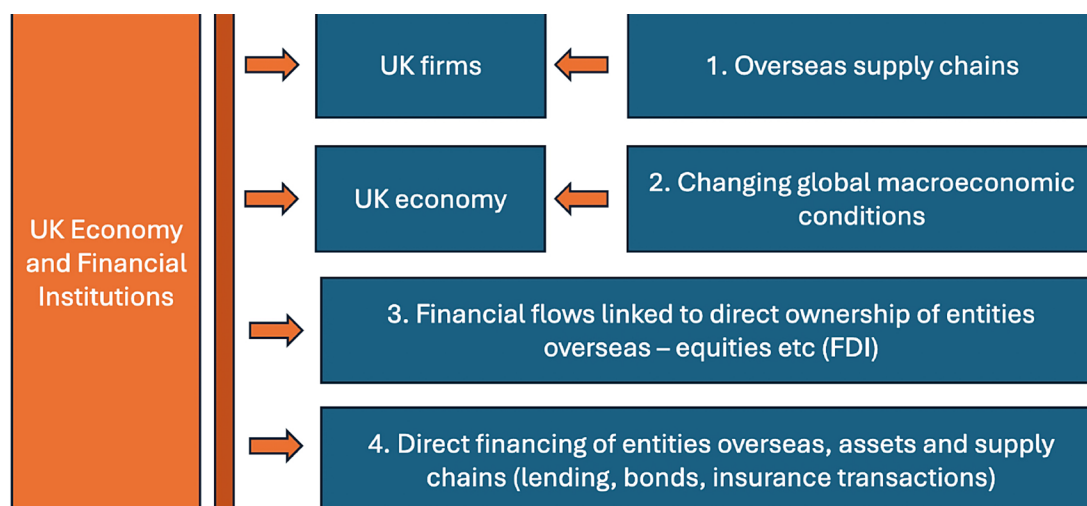 UK Economy
and Financial
Institutions
UK firms
1. Overseas supply chains
UK economy
2. Changing global macroeconomic
conditions
3. Financial flows linked to direct ownership of entities
overseas – equities etc (FDI)
4. Direct financing of entities overseas, assets and supply
chains (lending, bonds, insurance transactions)